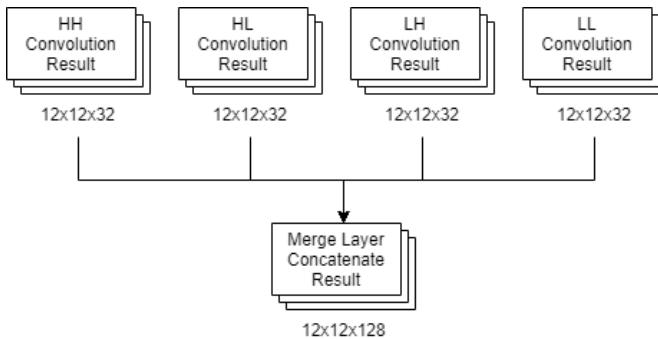 HH
Convolution
Result
12x12x32
HL
Convolution
Result
12x12x32
LH
Convolution
Result
12x12x32
LL
Convolution
Result
12x12x32
Merge Layer
Concatenate
Result
12x12x128